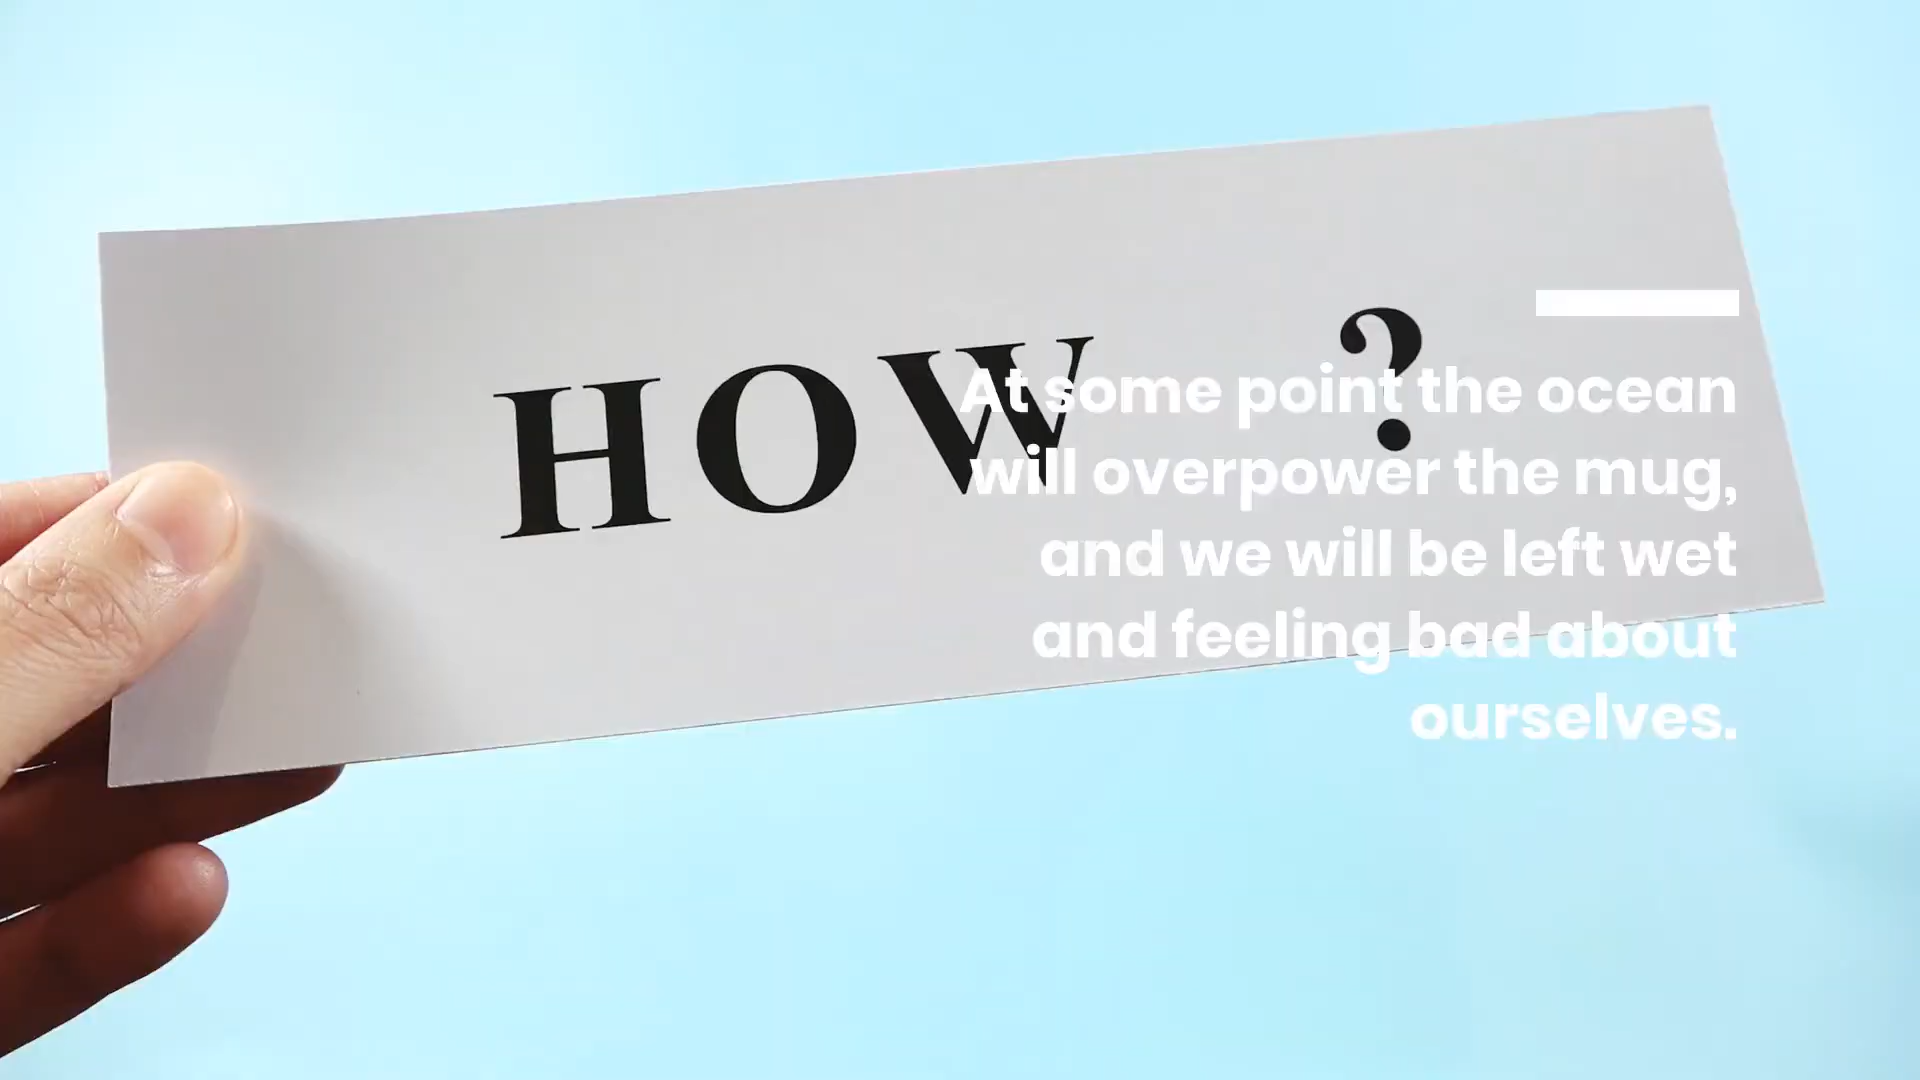 HOW ?
At some point the ocean
will overpower the mug,
and we will be left wet
and feeling bad about
ourselves.